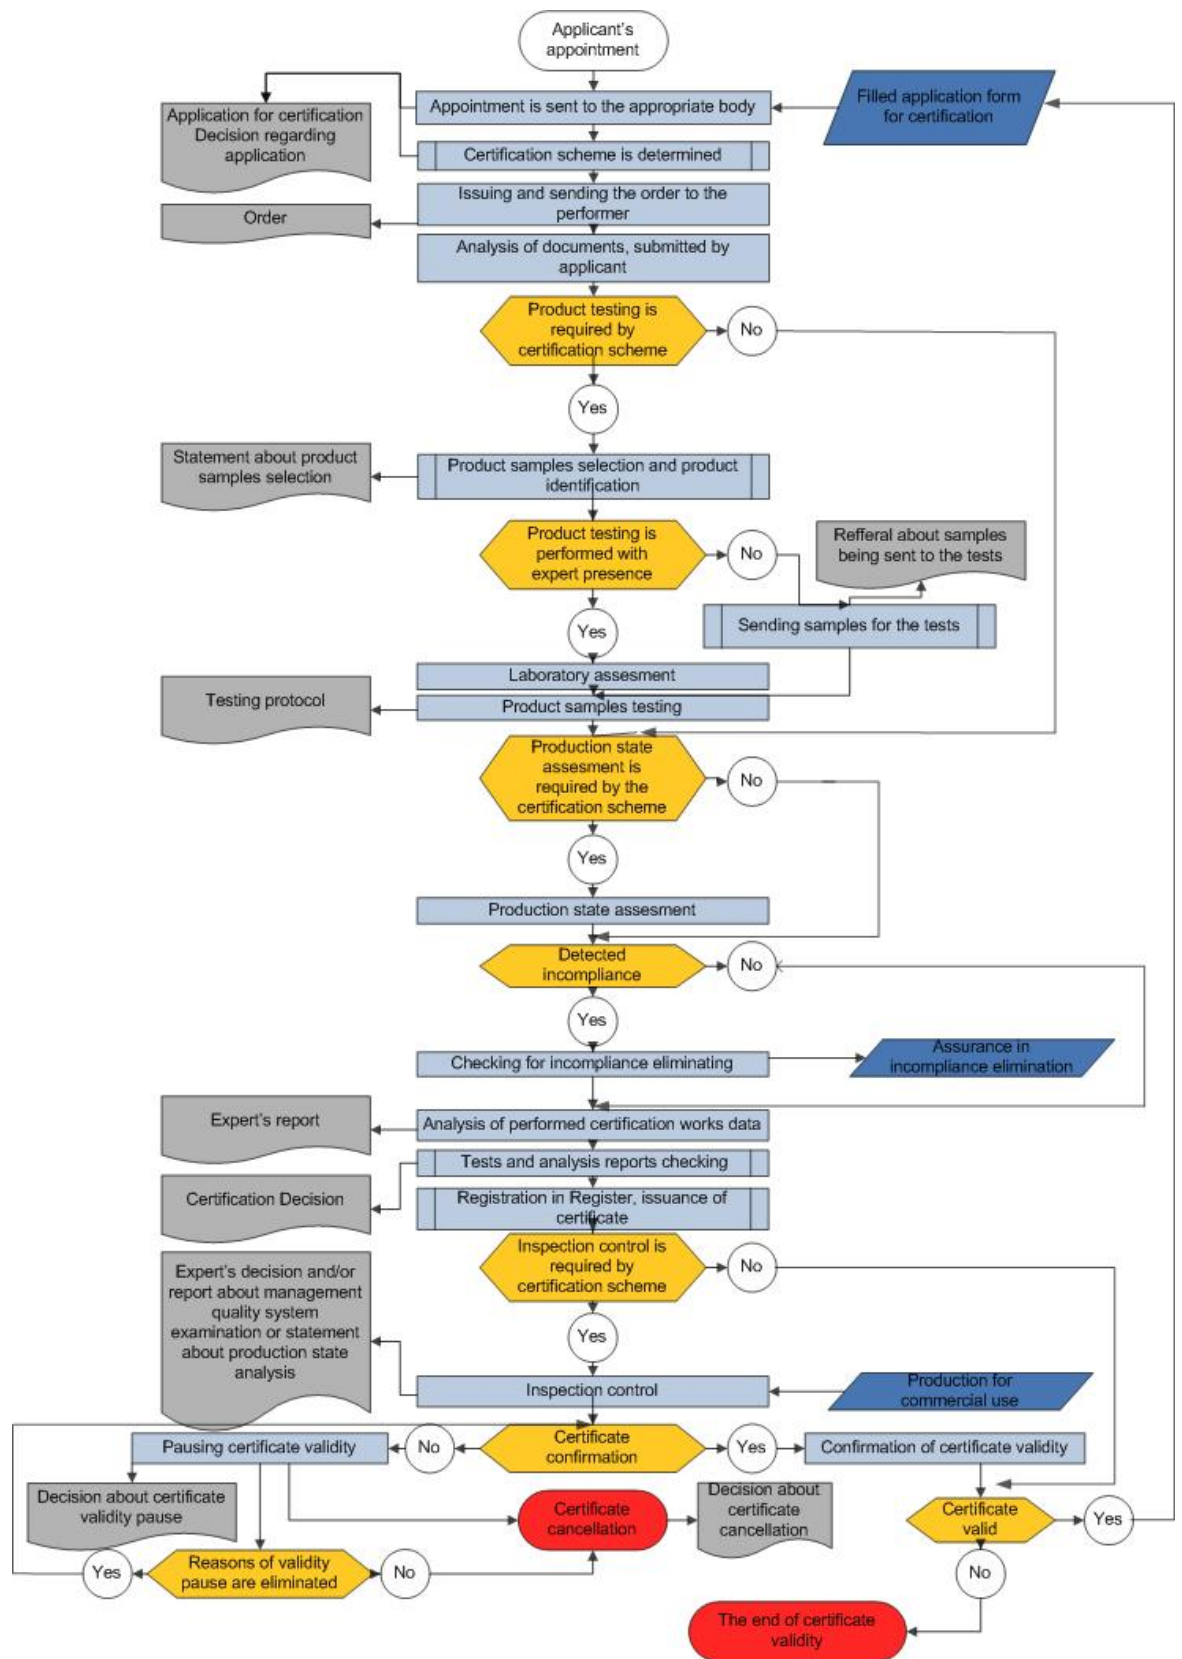 Applicant's
appointment
Appointment is sent to the appropriate body
Filled application form
for certification
Application for certification
Decision regarding
application
Certification scheme is determined
Issuing and sending the order to the
performer
Order
Analysis of documents, submitted by
applicant
Product testing is
required by
certification scheme
No
Yes
Statement about product
samples selection
Product samples selection and product
identification
Product testing is
performed with
expert presence
No
Refferal about samples
being sent to the tests
Yes
Sending samples for the tests
Laboratory assesment
Testing protocol
Product samples testing
Production state
assesment is
required by the
certification scheme
No
Yes
Production state assesment
Detected
incompliance
No
Yes
Checking for incompliance eliminating
Assurance in
incompliance elimination
Expert's report
Analysis of performed certification works data
Tests and analysis reports checking
Certification Decision
Registration in Register, issuance of
certificate
Inspection control is
required by
certification scheme
No
Expert's decision and/or
report about management
quality system
examination or statement
about production state
analysis
Yes
Inspection control
Production for
commercial use
Pausing certificate validity
No
Certificate
confirmation
Yes
Confirmation of certificate validity
Decision about certificate
validity pause
Certificate
cancellation
Decision about
certificate
cancellation
Certificate
valid
Yes
Yes
Reasons of validity
pause are eliminated
No
No
The end of certificate
validity